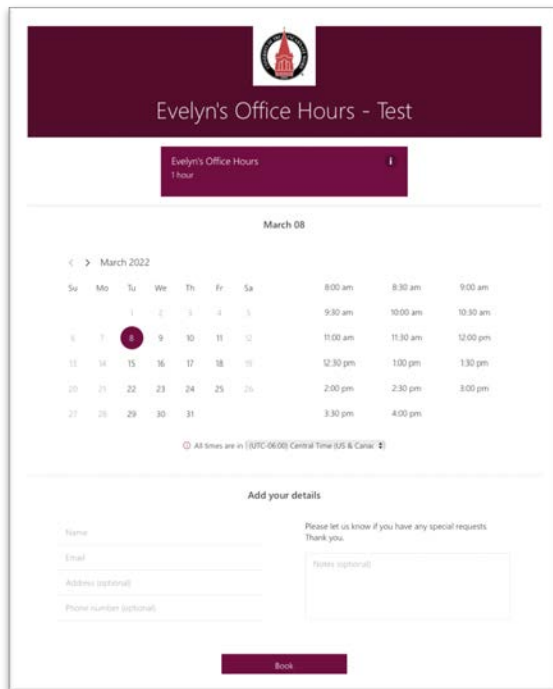 Evelyn's Office Hours - Test
Evelyn's Office Hours
i
1 hour
March 08
< > March 2022
Su Mo Tu We Th Fr Sa
1 2 3 4 5
6 7 8 9 10 11 12
13 14 15 16 17 18 19
20 21 22 23 24 25 26
27 28 29 30 31
8:00 am 8:30 am 9:00 am
9:30 am 10:00 am 10:30 am
11:00 am 11:30 am 12:00 pm
12:30 pm 1:00 pm 1:30 pm
2:00 pm 2:30 pm 3:00 pm
3:30 pm 4:00 pm
All times are in (UTC-06:00) Central Time (US & Canac
Add your details
Name
Email
Address (optional)
Phone number (optional)
Please let us know if you have any special requests
Thank you.
Notes (optional)
Book